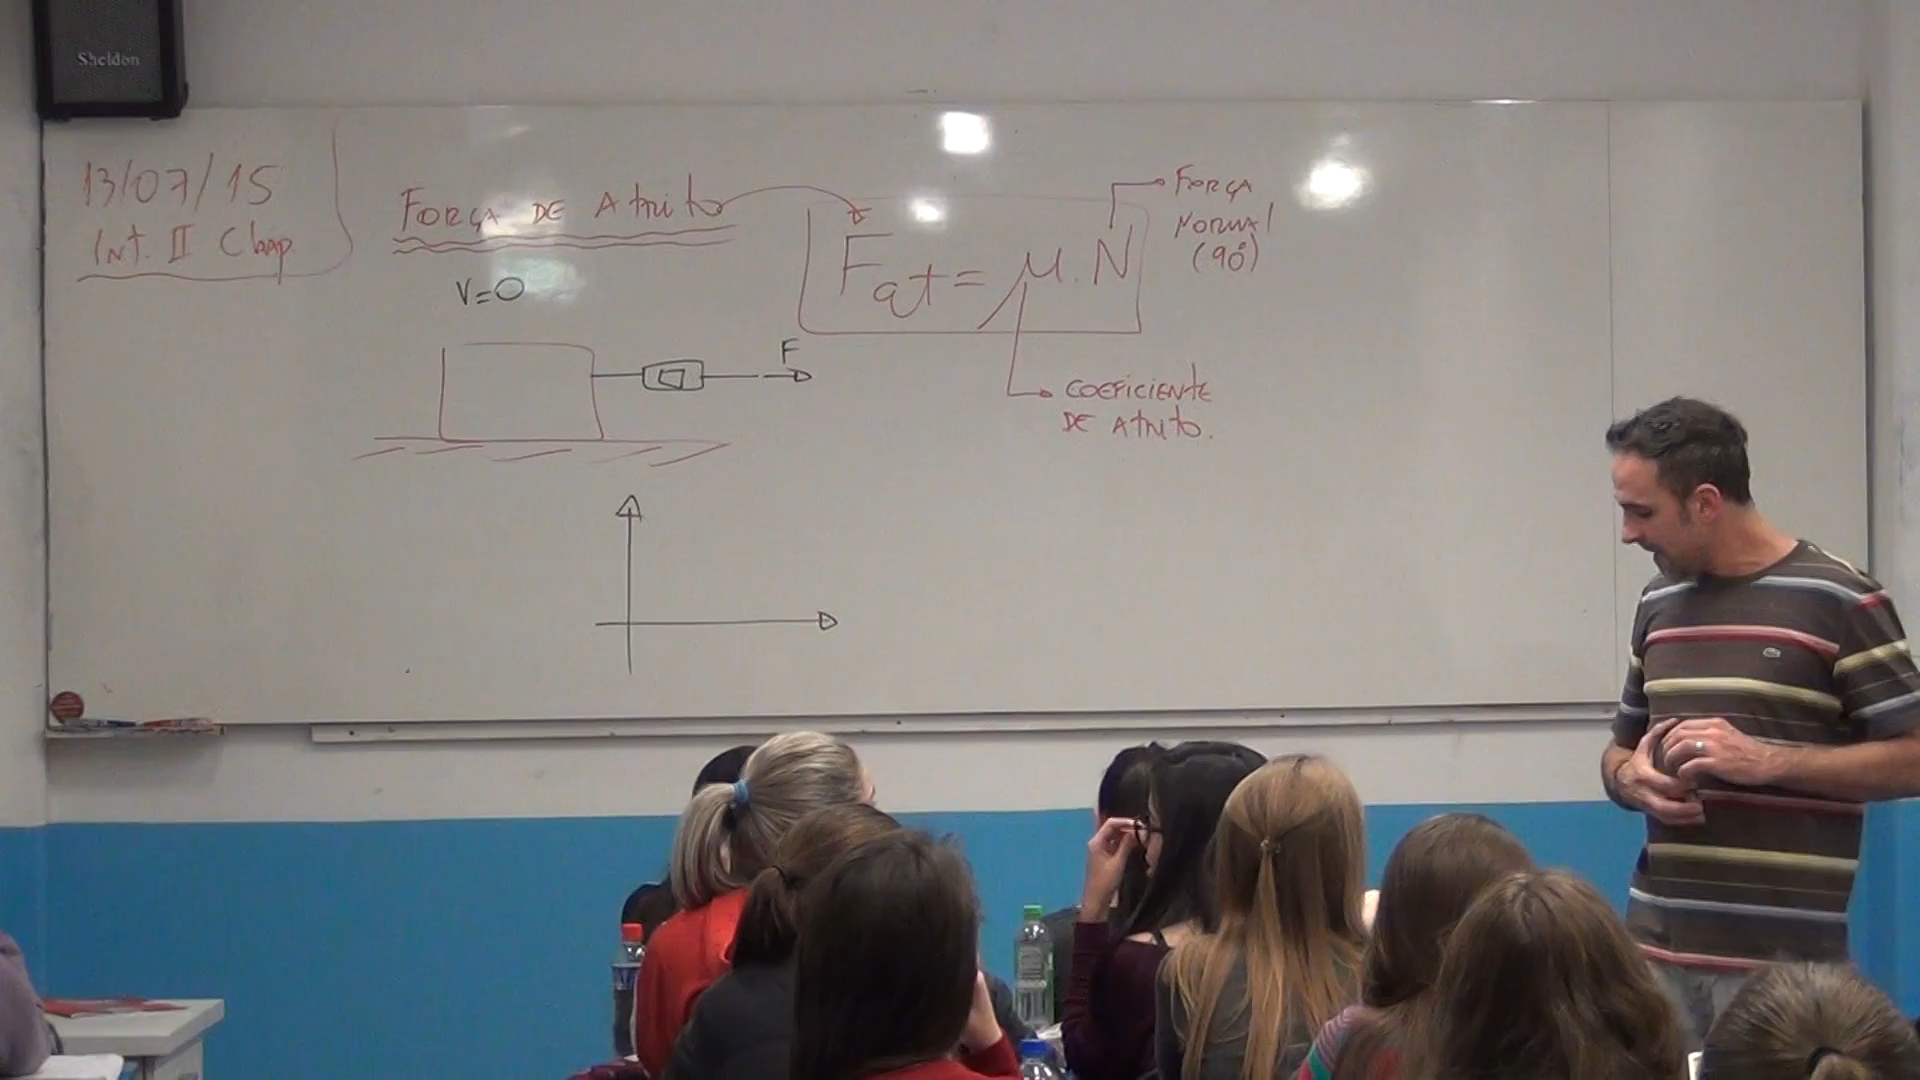 Sheldon
13/07/15
Int. II Chap.
FORÇA DE AtritO
Fat = μ.N
FORÇA
NORMAL
(90°)
V=0
F
COEFICIENTE
DE AtritO.